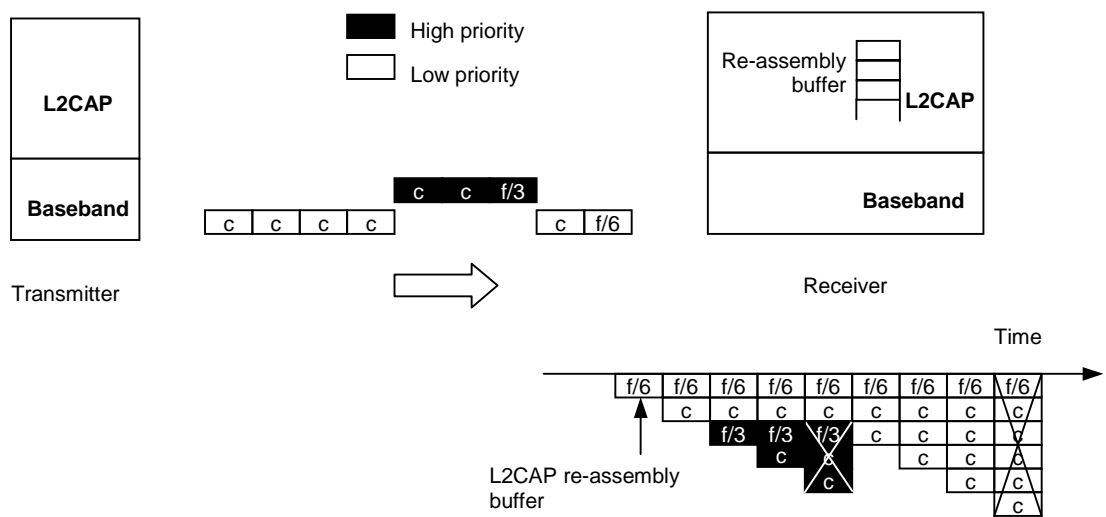 High priority
Low priority
L2CAP
Baseband
Re-assembly
buffer
L2CAP
Baseband
c c f/3
c c c c
c f/6
Transmitter
Receiver
Time
f/6 f/6 f/6 f/6 f/6 f/6 f/6 f/6 f/6
c c c c c c c c
f/3 f/3 f/3 c c c c
c c c c c
c c c
c
L2CAP re-assembly
buffer